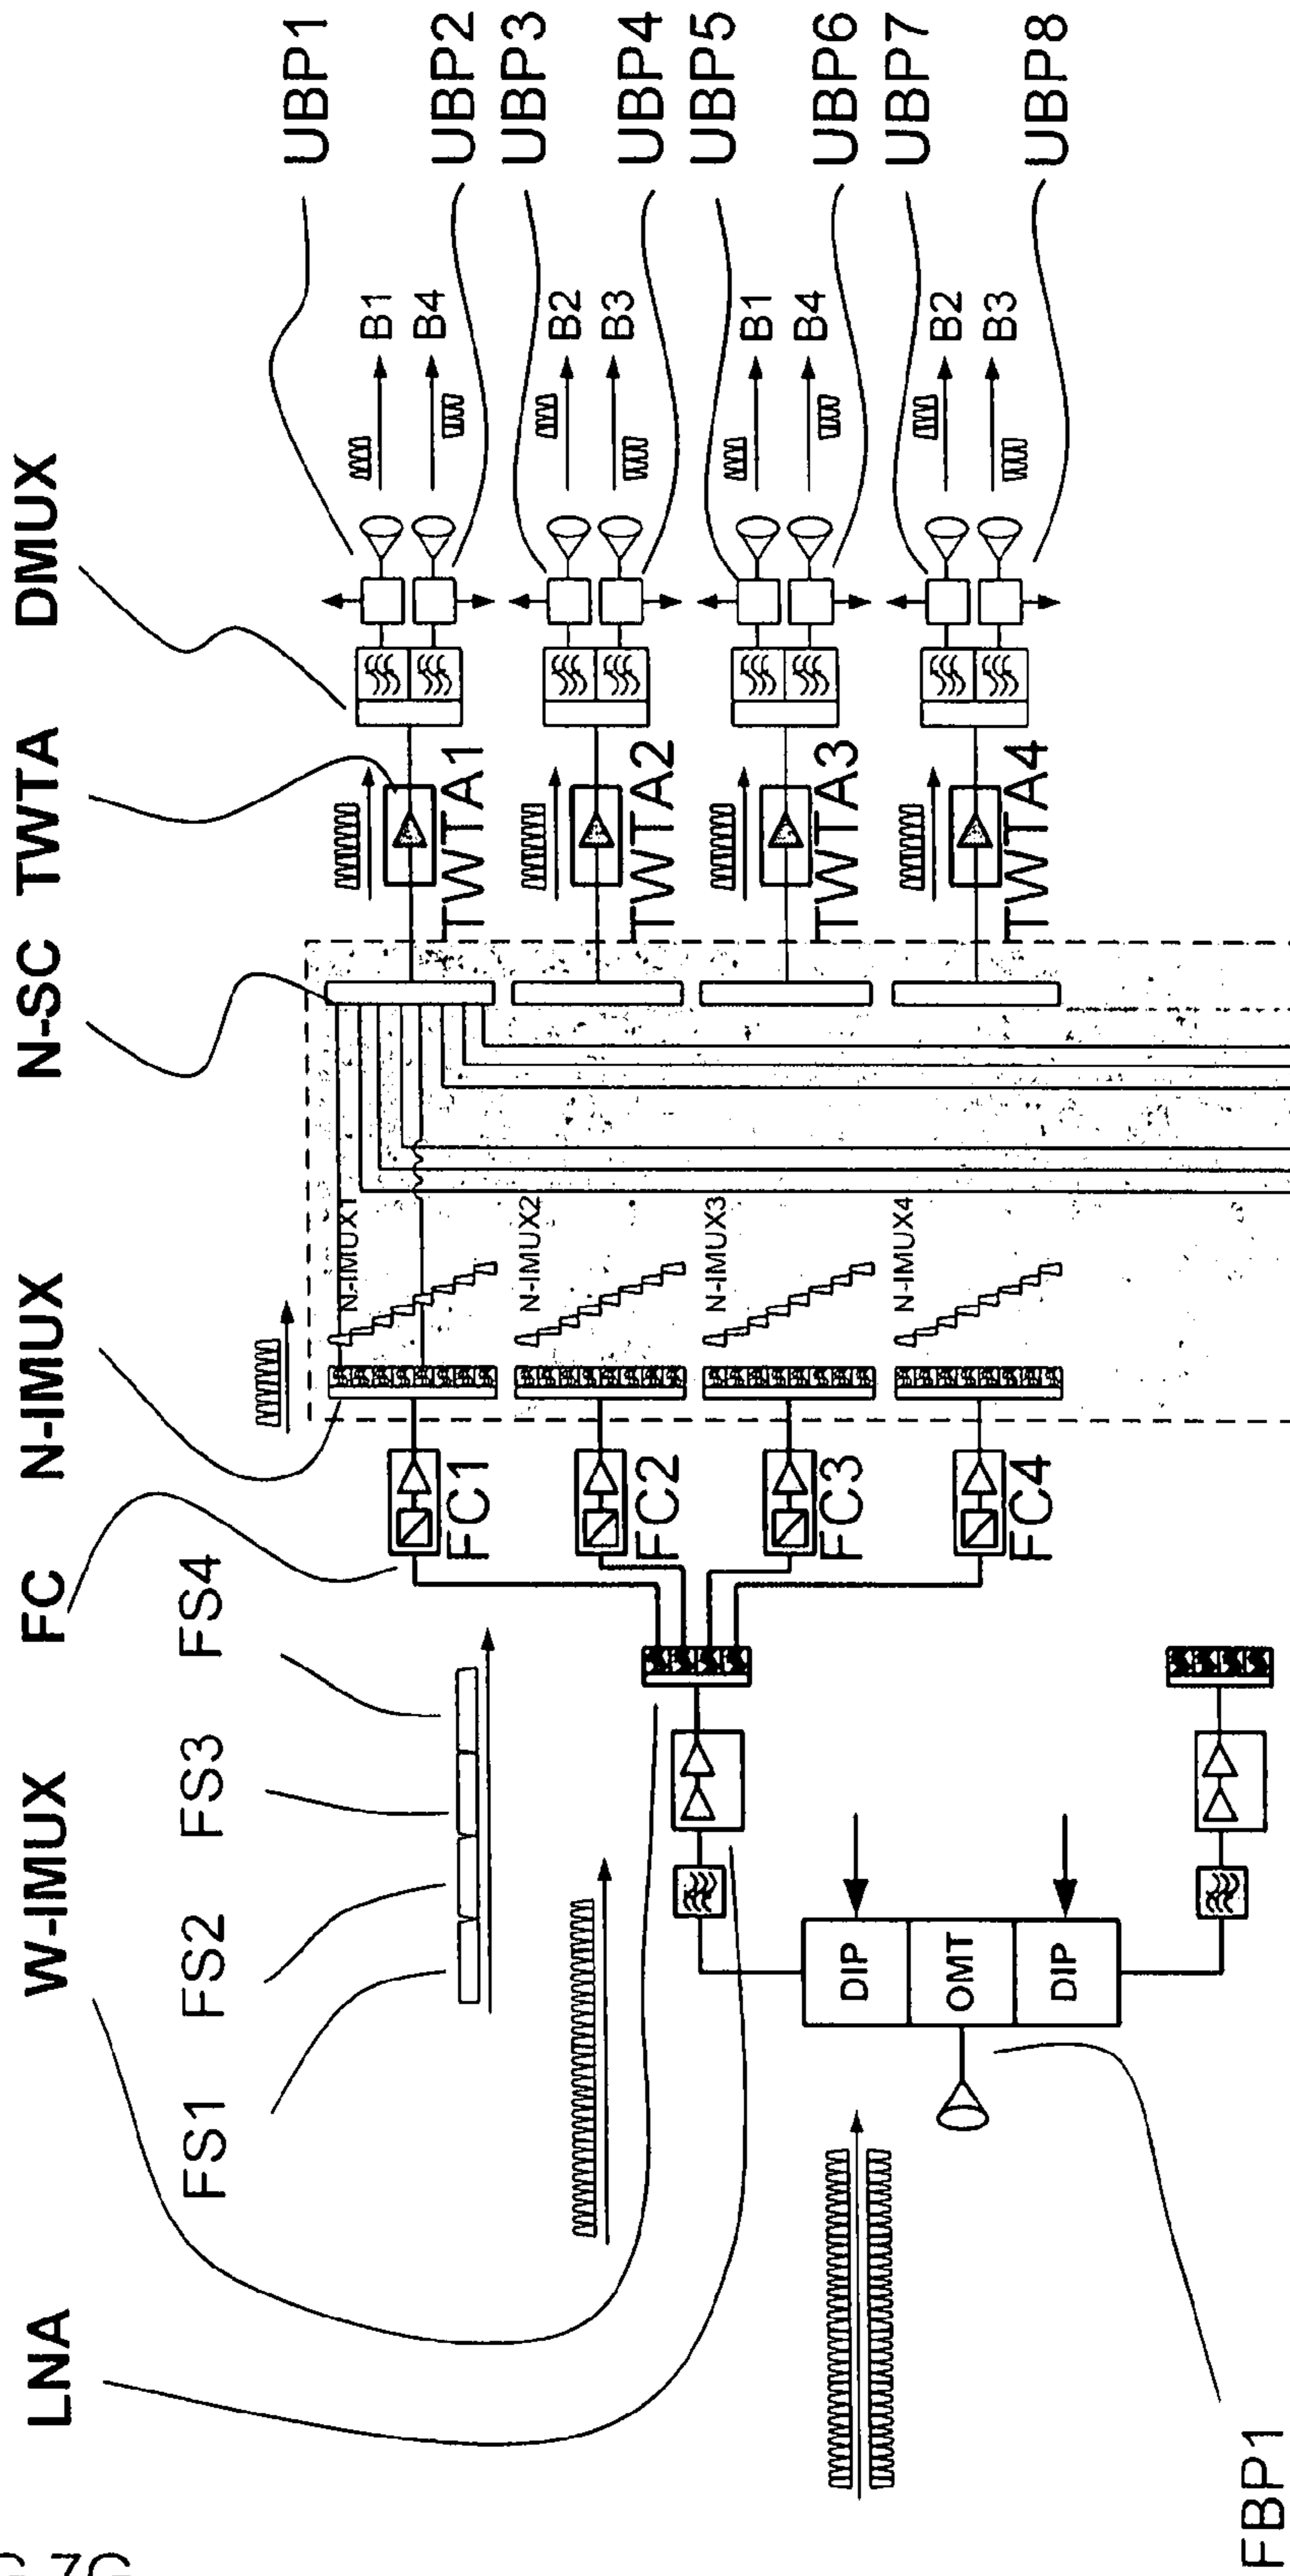 LNA W-IMUX FC N-IMUX N-SC TWTA DMUX
FS1 FS2 FS3 FS4
UBP1
UBP2
UBP3
UBP4
UBP5
UBP6
UBP7
UBP8
B1
B4
B2
B3
B1
B4
B2
B3
N-IMUX1
N-IMUX2
N-IMUX3
N-IMUX4
FC1
FC2
FC3
FC4
TWTA1
TWTA2
TWTA3
TWTA4
DIP
OMT
DIP
FBP1